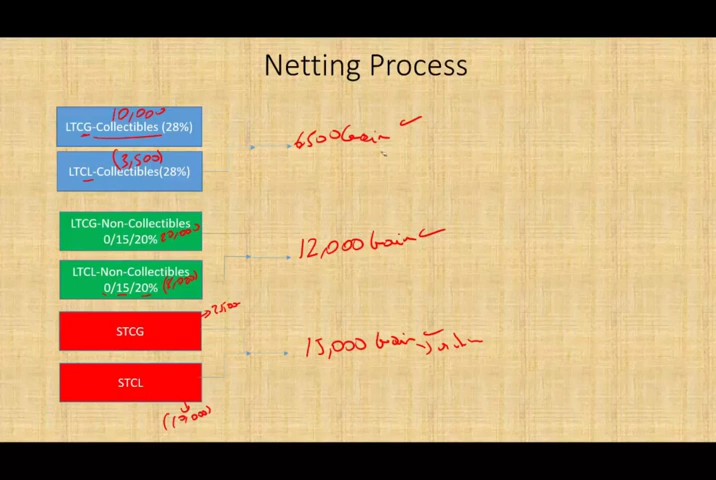 Netting Process
10,000
LTCG-Collectibles (28%)
(3,500)
LTCL-Collectibles(28%)
6500 Gain
LTCG-Non-Collectibles
0/15/20%
12,000 Gain
LTCL-Non-Collectibles
0/15/20%
STCG
15,000 Gain
STCL